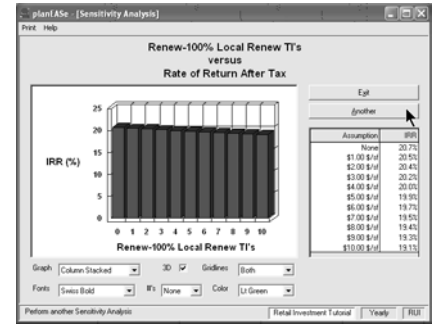 planEASe - [Sensitivity Analysis]
Print Help
Renew-100% Local Renew TI's
versus
Rate of Return After Tax
Exit
Another
25
20
15
10
5
0
IRR (%)
0 1 2 3 4 5 6 7 8 9 10
Renew-100% Local Renew TI's
Assumption IRR
None 20.7%
$1.00 $/sf 20.5%
$2.00 $/sf 20.4%
$3.00 $/sf 20.2%
$4.00 $/sf 20.0%
$5.00 $/sf 19.9%
$6.00 $/sf 19.7%
$7.00 $/sf 19.5%
$8.00 $/sf 19.4%
$9.00 $/sf 19.3%
$10.00 $/sf 19.1%
Graph Column Stacked 3D Gridlines Both
Fonts Swiss Bold #'s None Color Lt Green
Perform another Sensitivity Analysis Retail Investment Tutorial Yearly RUI